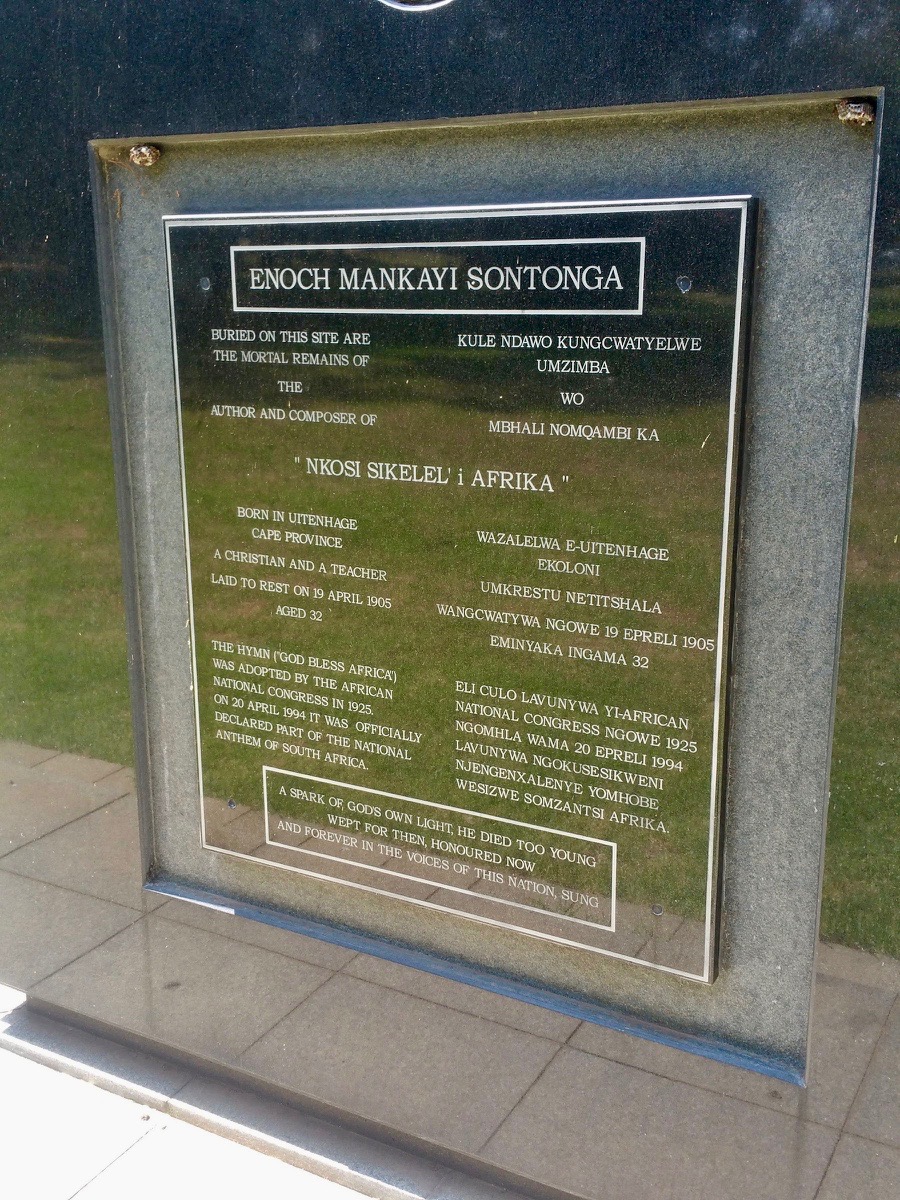 ENOCH MANKAYI SONTONGA
BURIED ON THIS SITE ARE
THE MORTAL REMAINS OF
THE
AUTHOR AND COMPOSER OF
KULE NDAWO KUNGCWATYELWE
UMZIMBA
WO
MBHALI NOMQAMBI KA
" NKOSI SIKELEL' i AFRIKA "
BORN IN UITENHAGE
CAPE PROVINCE
A CHRISTIAN AND A TEACHER
LAID TO REST ON 19 APRIL 1905
AGED 32
THE HYMN ("GOD BLESS AFRICA")
WAS ADOPTED BY THE AFRICAN
NATIONAL CONGRESS IN 1925.
ON 20 APRIL 1994 IT WAS OFFICIALLY
DECLARED PART OF THE NATIONAL
ANTHEM OF SOUTH AFRICA.
WAZALELWA E-UITENHAGE
EKOLONI
UMKRESTU NETITSHALA
WANGCWATYWA NGOWE 19 EPRELI 1905
EMINYAKA INGAMA 32
ELI CULO LAVUNYWA YI-AFRICAN
NATIONAL CONGRESS NGOWE 1925
NGOMHLA WAMA 20 EPRELI 1994
LAVUNYWA NGOKUSESIKWENI
NJENGENXALENYE YOMHOBE
WESIZWE SOMZANTSI AFRIKA.
A SPARK OF GOD'S OWN LIGHT, HE DIED TOO YOUNG
WEPT FOR THEN, HONOURED NOW
AND FOREVER IN THE VOICES OF THIS NATION, SUNG